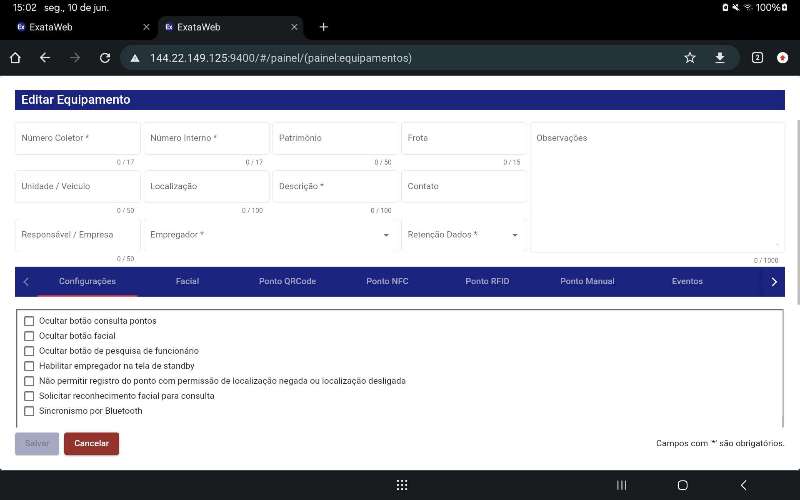 15:02 seg., 10 de jun. 100%
ExataWeb ExataWeb
144.22.149.125:9400/#/painel/(painel:equipamentos) 2
Editar Equipamento
Número Coletor * Número Interno * Patrimônio Frota Observações
0 / 17 0 / 17 0 / 50 0 / 15
Unidade / Veículo Localização Descrição * Contato
0 / 50 0 / 100 0 / 100
Responsável / Empresa Empregador * Retenção Dados *
0 / 50 0 / 1000
Configurações Facial Ponto QRCode Ponto NFC Ponto RFID Ponto Manual Eventos
Ocultar botão consulta pontos
Ocultar botão facial
Ocultar botão de pesquisa de funcionário
Habilitar empregador na tela de standby
Não permitir registro do ponto com permissão de localização negada ou localização desligada
Solicitar reconhecimento facial para consulta
Sincronismo por Bluetooth
Salvar Cancelar Campos com '*' são obrigatórios.